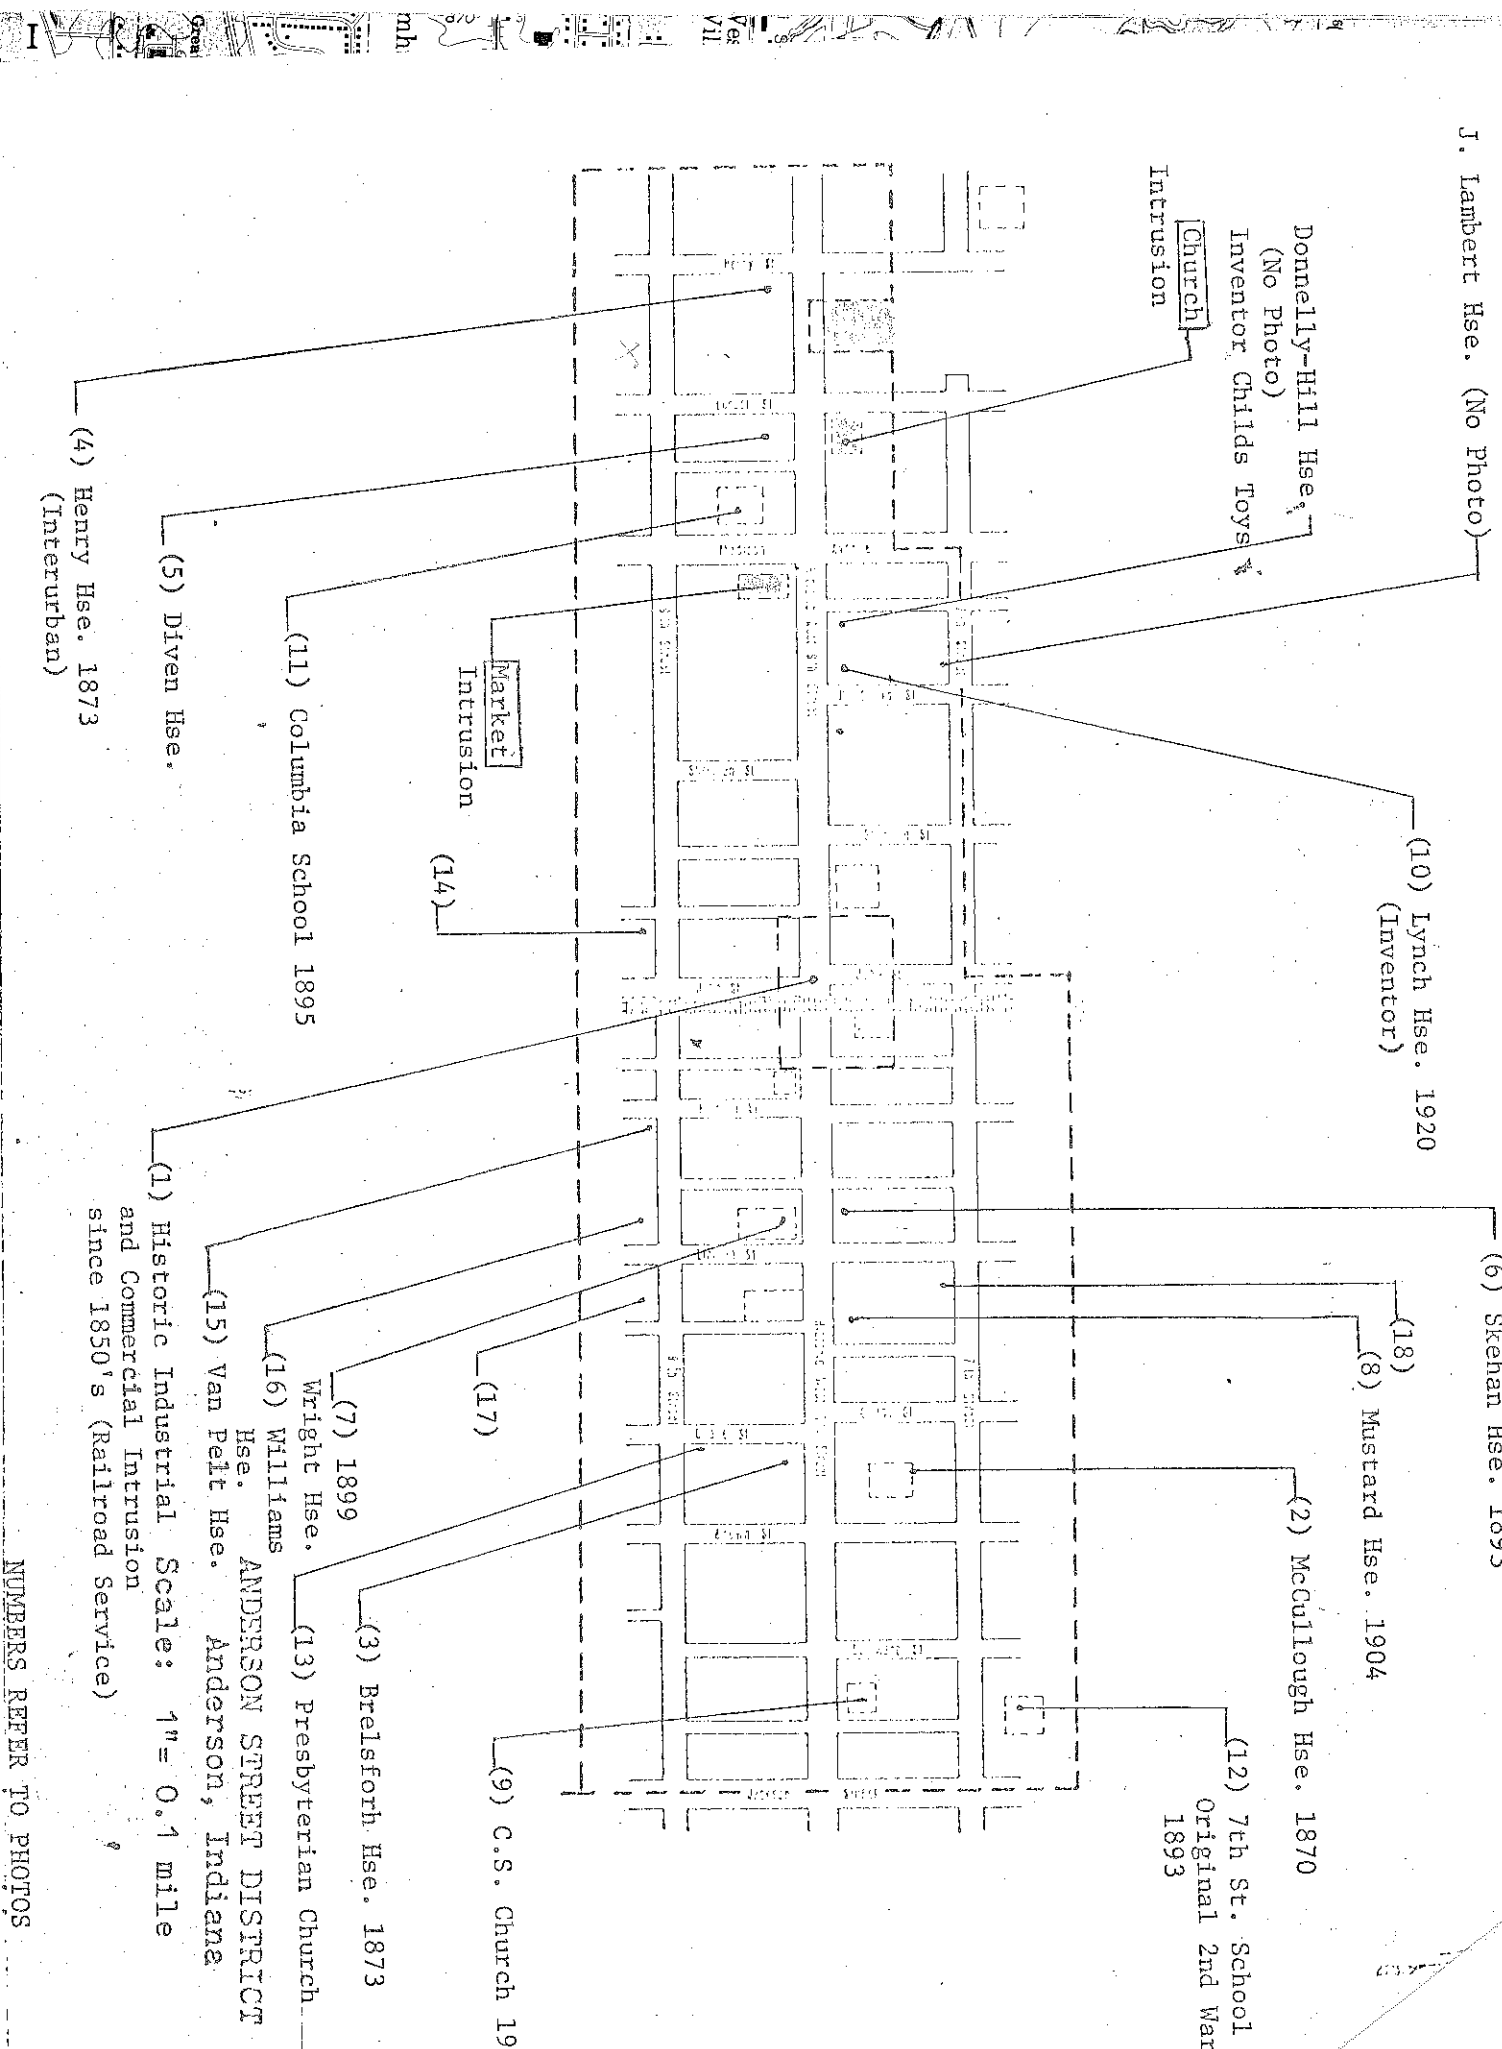 J. Lambert Hse. (No Photo)
Donnelly-Hill Hse,
(No Photo)
Inventor Childs Toys
Church
Intrusion
(10) Lynch Hse. 1920
(Inventor)
(6) Skehan Hse.
(18)
(8) Mustard Hse. 1904
(2) McCullough Hse. 1870
(12) 7th St. School
Original 2nd War
1893
Market
Intrusion
(14)
(11) Columbia School 1895
(5) Diven Hse.
(4) Henry Hse. 1873
(Interurban)
(17)
(7) 1899
Wright Hse.
(16) Williams
Hse.
(15) Van Pelt Hse.
(1) Historic Industrial
and Commercial Intrusion
since 1850's (Railroad Service)
(9) C.S. Church 19
(3) Brelsforh Hse. 1873
(13) Presbyterian Church
ANDERSON STREET DISTRICT
Anderson, Indiana
Scale: 1"= 0.1 mile
NUMBERS REFER TO PHOTOS